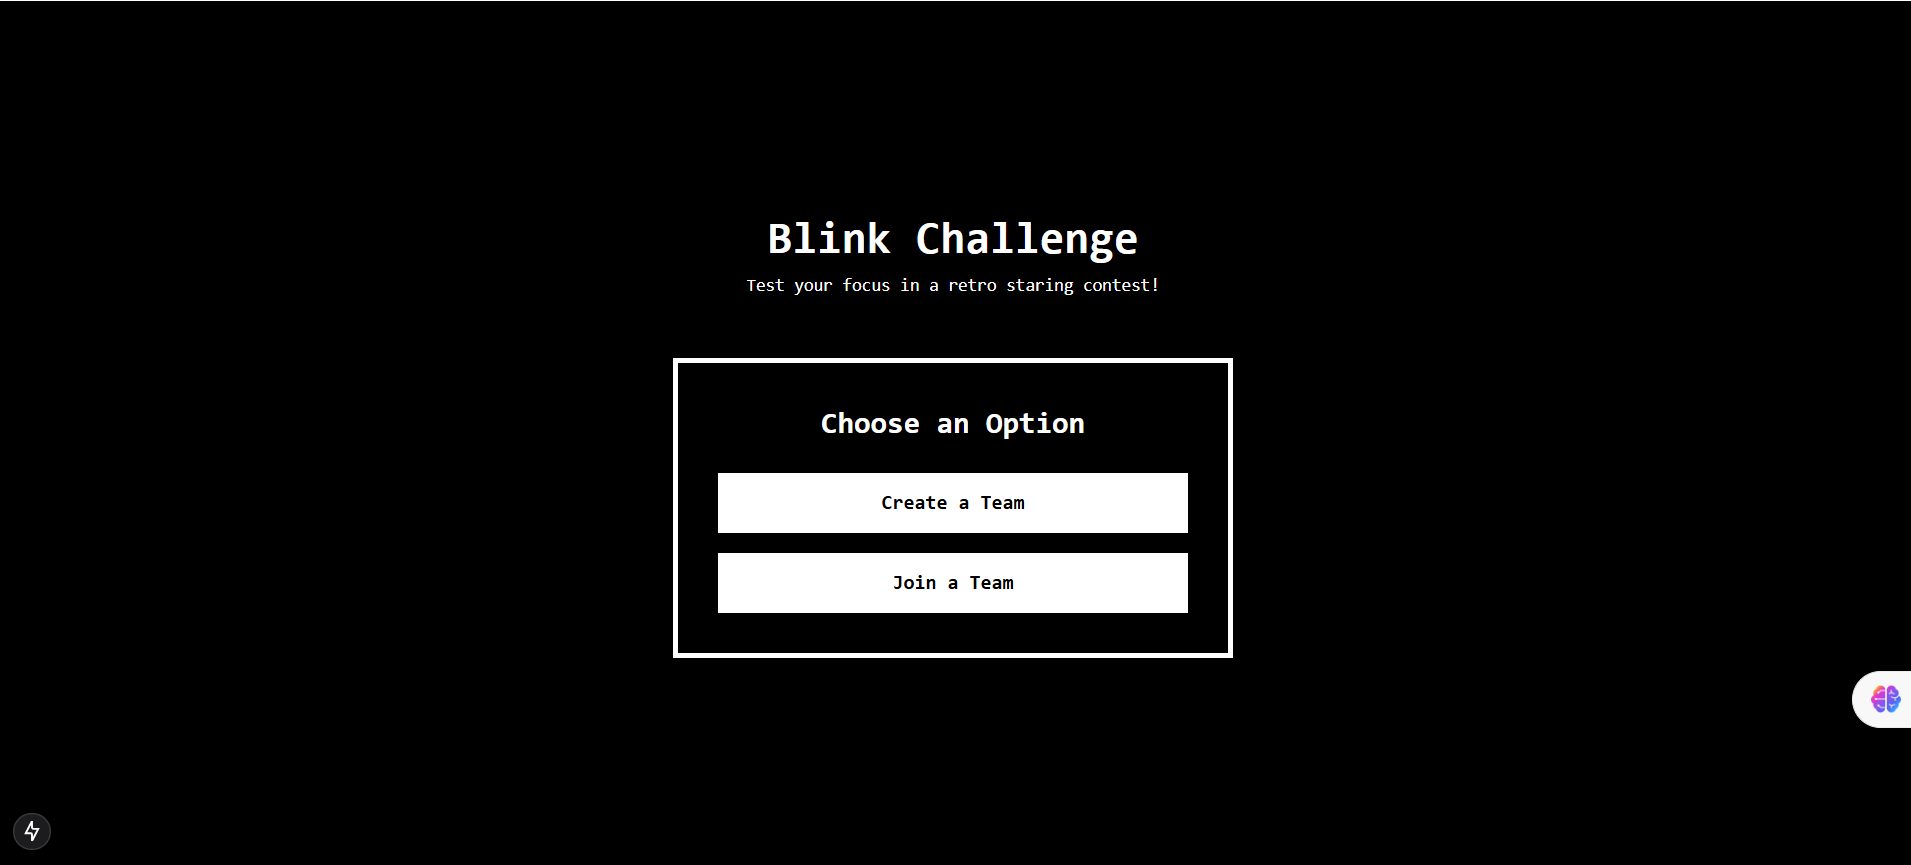 Blink Challenge
Test your focus in a retro staring contest!
Choose an Option
Create a Team
Join a Team